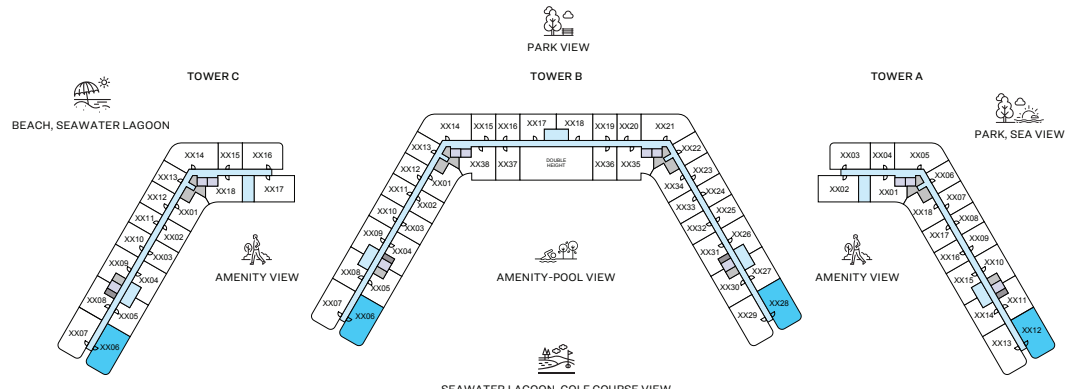 PARK VIEW
TOWER C
TOWER B
TOWER A
BEACH, SEAWATER LAGOON
PARK, SEA VIEW
XX14
XX15
XX16
XX13
XX12
XX11
XX10
XX09
XX08
XX07
XX06
XX05
XX04
XX03
XX02
XX01
XX18
XX17
AMENITY VIEW
XX14
XX15
XX16
XX17
XX18
XX19
XX20
XX21
XX13
XX12
XX11
XX10
XX09
XX08
XX07
XX06
XX05
XX04
XX02
XX01
XX38
XX37
DOUBLE
HEIGHT
XX36
XX35
XX22
XX23
XX24
XX25
XX26
XX27
XX28
XX29
XX30
XX31
XX32
XX33
XX34
AMENITY-POOL VIEW
XX03
XX04
XX05
XX02
XX01
XX06
XX07
XX08
XX09
XX10
XX11
XX12
XX13
XX14
XX15
XX16
XX17
XX18
AMENITY VIEW